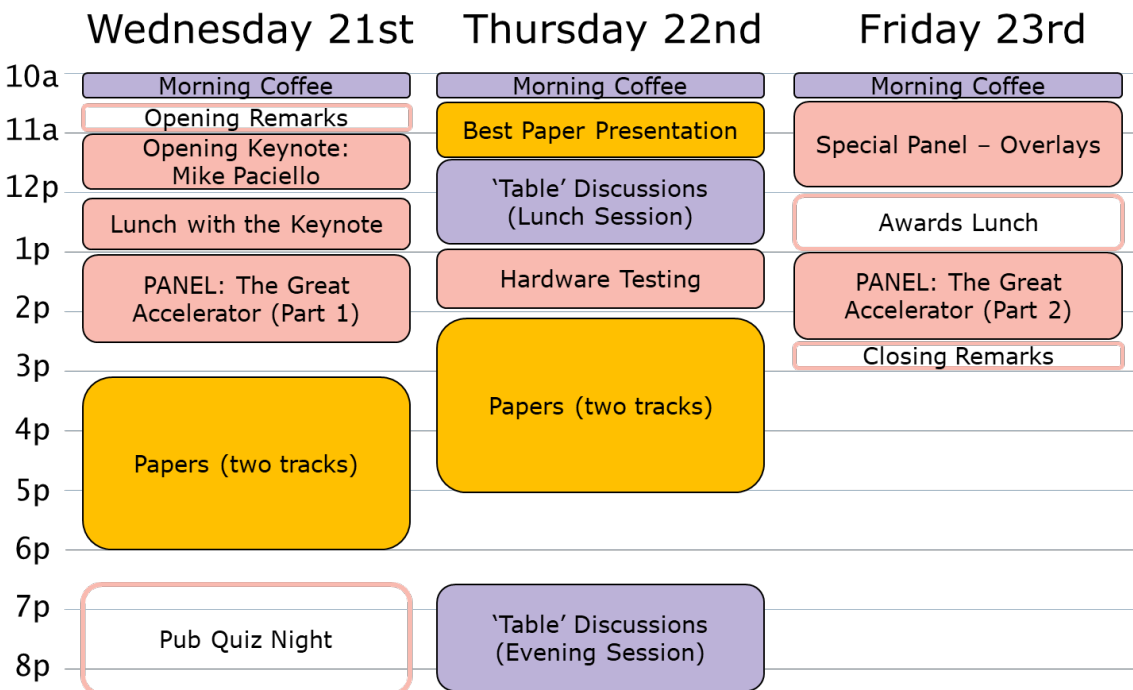 Wednesday 21st
Thursday 22nd
Friday 23rd
10a
11a
12p
1p
2p
3p
4p
5p
6p
7p
8p
Morning Coffee
Opening Remarks
Opening Keynote:
Mike Paciello
Lunch with the Keynote
PANEL: The Great
Accelerator (Part 1)
Papers (two tracks)
Pub Quiz Night
Morning Coffee
Best Paper Presentation
‘Table’ Discussions
(Lunch Session)
Hardware Testing
Papers (two tracks)
‘Table’ Discussions
(Evening Session)
Morning Coffee
Special Panel – Overlays
Awards Lunch
PANEL: The Great
Accelerator (Part 2)
Closing Remarks